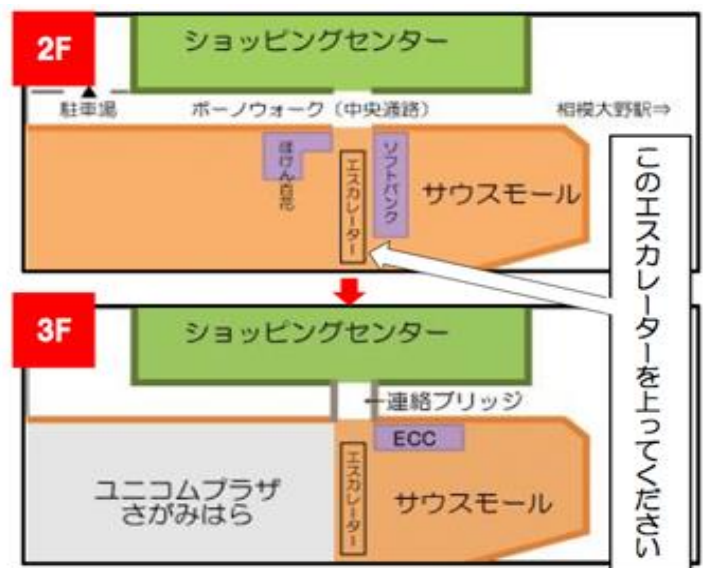 2F
ショッピングセンター
駐車場
ボーノウォーク（中央通路）
相模大野駅⇒
ほけん百花
エスカレーター
ソフトバンク
サウスモール
このエスカレーターを上ってください
3F
ショッピングセンター
←連絡ブリッジ
ECC
ユニコムプラザ
さがみはら
エスカレーター
サウスモール